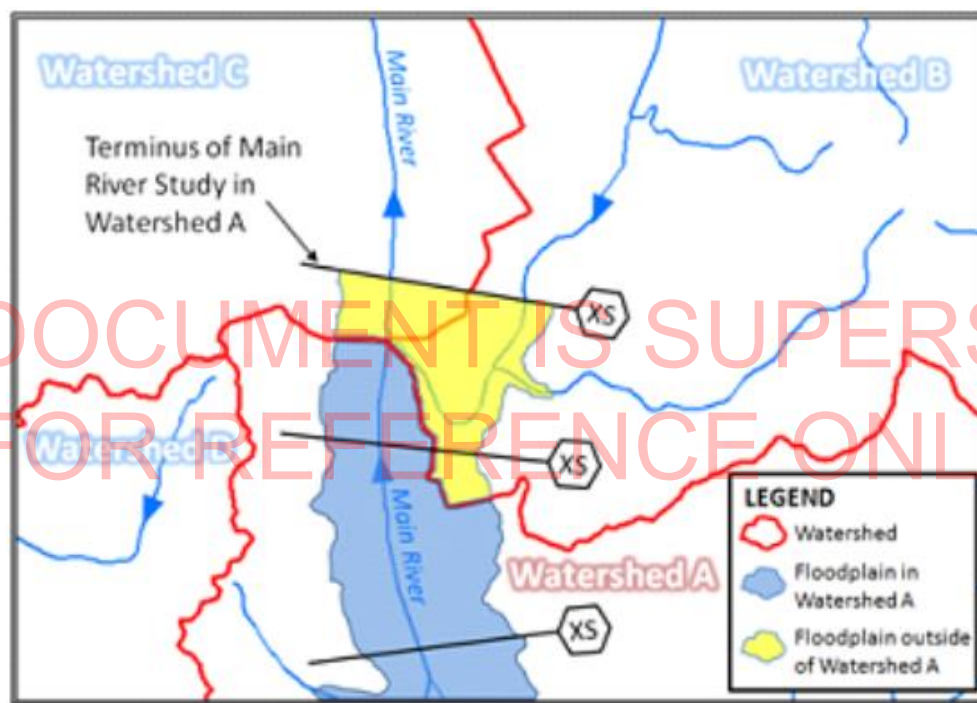 Watershed C
Watershed B
Main River
Terminus of Main
River Study in
Watershed A
XS
DOCUMENT IS SUPERS
FOR REFERENCE ONL
Watershed D
XS
Main River
Watershed A
XS
LEGEND
Watershed
Floodplain in
Watershed A
Floodplain outside
of Watershed A